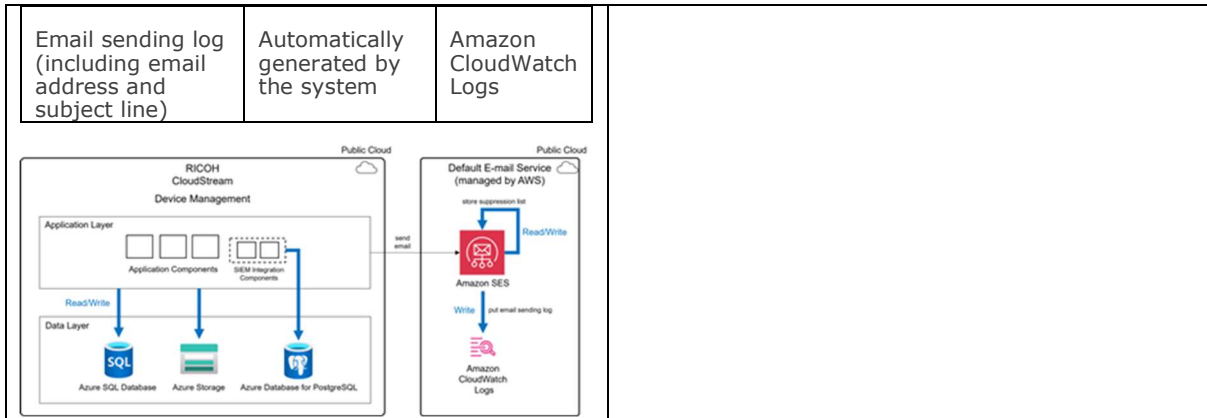 Email sending log
(including email
address and
subject line)
Automatically
generated by
the system
Amazon
CloudWatch
Logs
Public Cloud
RICOH
CloudStream
Device Management
Application Layer
Application Components
SIEM Integration
Components
Read/Write
Data Layer
SQL
Azure SQL Database
Azure Storage
Azure Database for PostgreSQL
send
email
Public Cloud
Default E-mail Service
(managed by AWS)
store suppression list
Read/Write
Amazon SES
Write
put email sending log
Amazon
CloudWatch
Logs